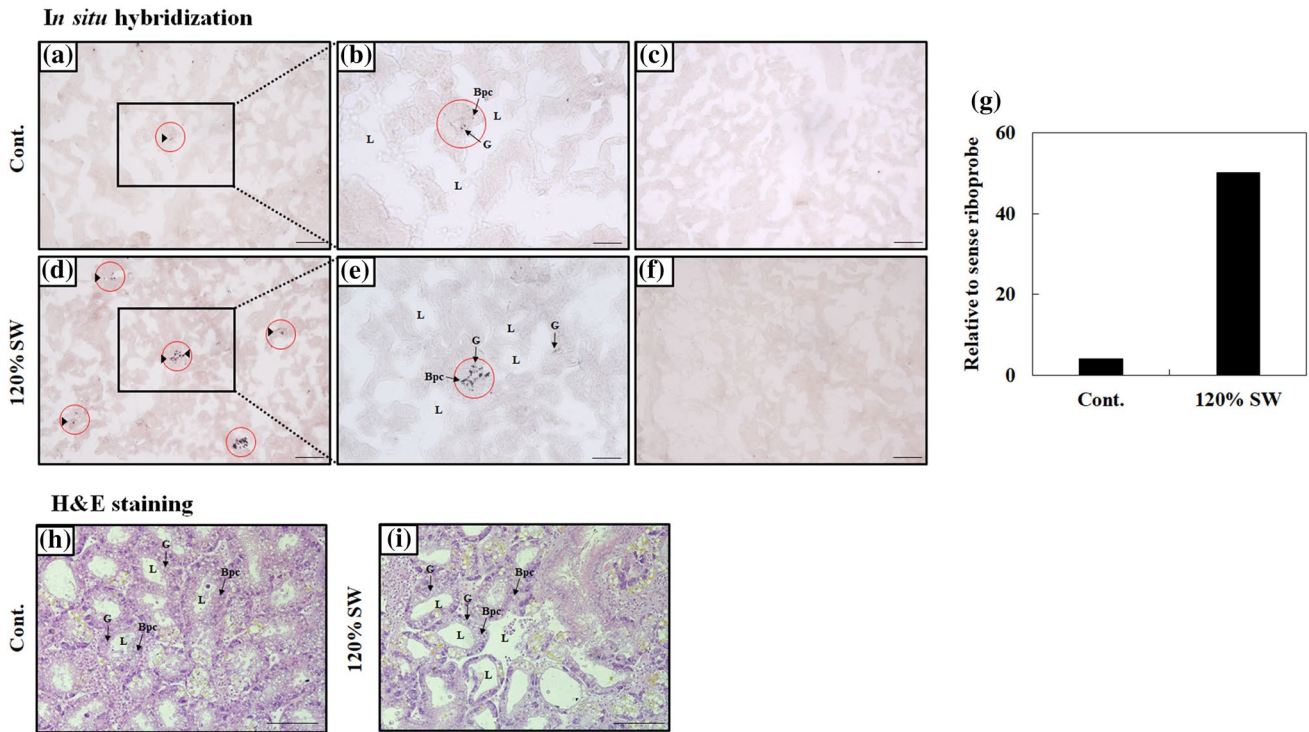 In situ hybridization
(a)
(b)
(c)
Cont.
Bpc
L
L
G
L
(d)
(e)
(f)
120% SW
L
L
G
G
L
Bpc
L
(g)
Relative to sense riboprobe
60
40
20
0
Cont.
120% SW
H&E staining
(h)
Cont.
G
L
Bpc
L
G
L
Bpc
(i)
120% SW
G
Bpc
L
G
Bpc
L
L
L